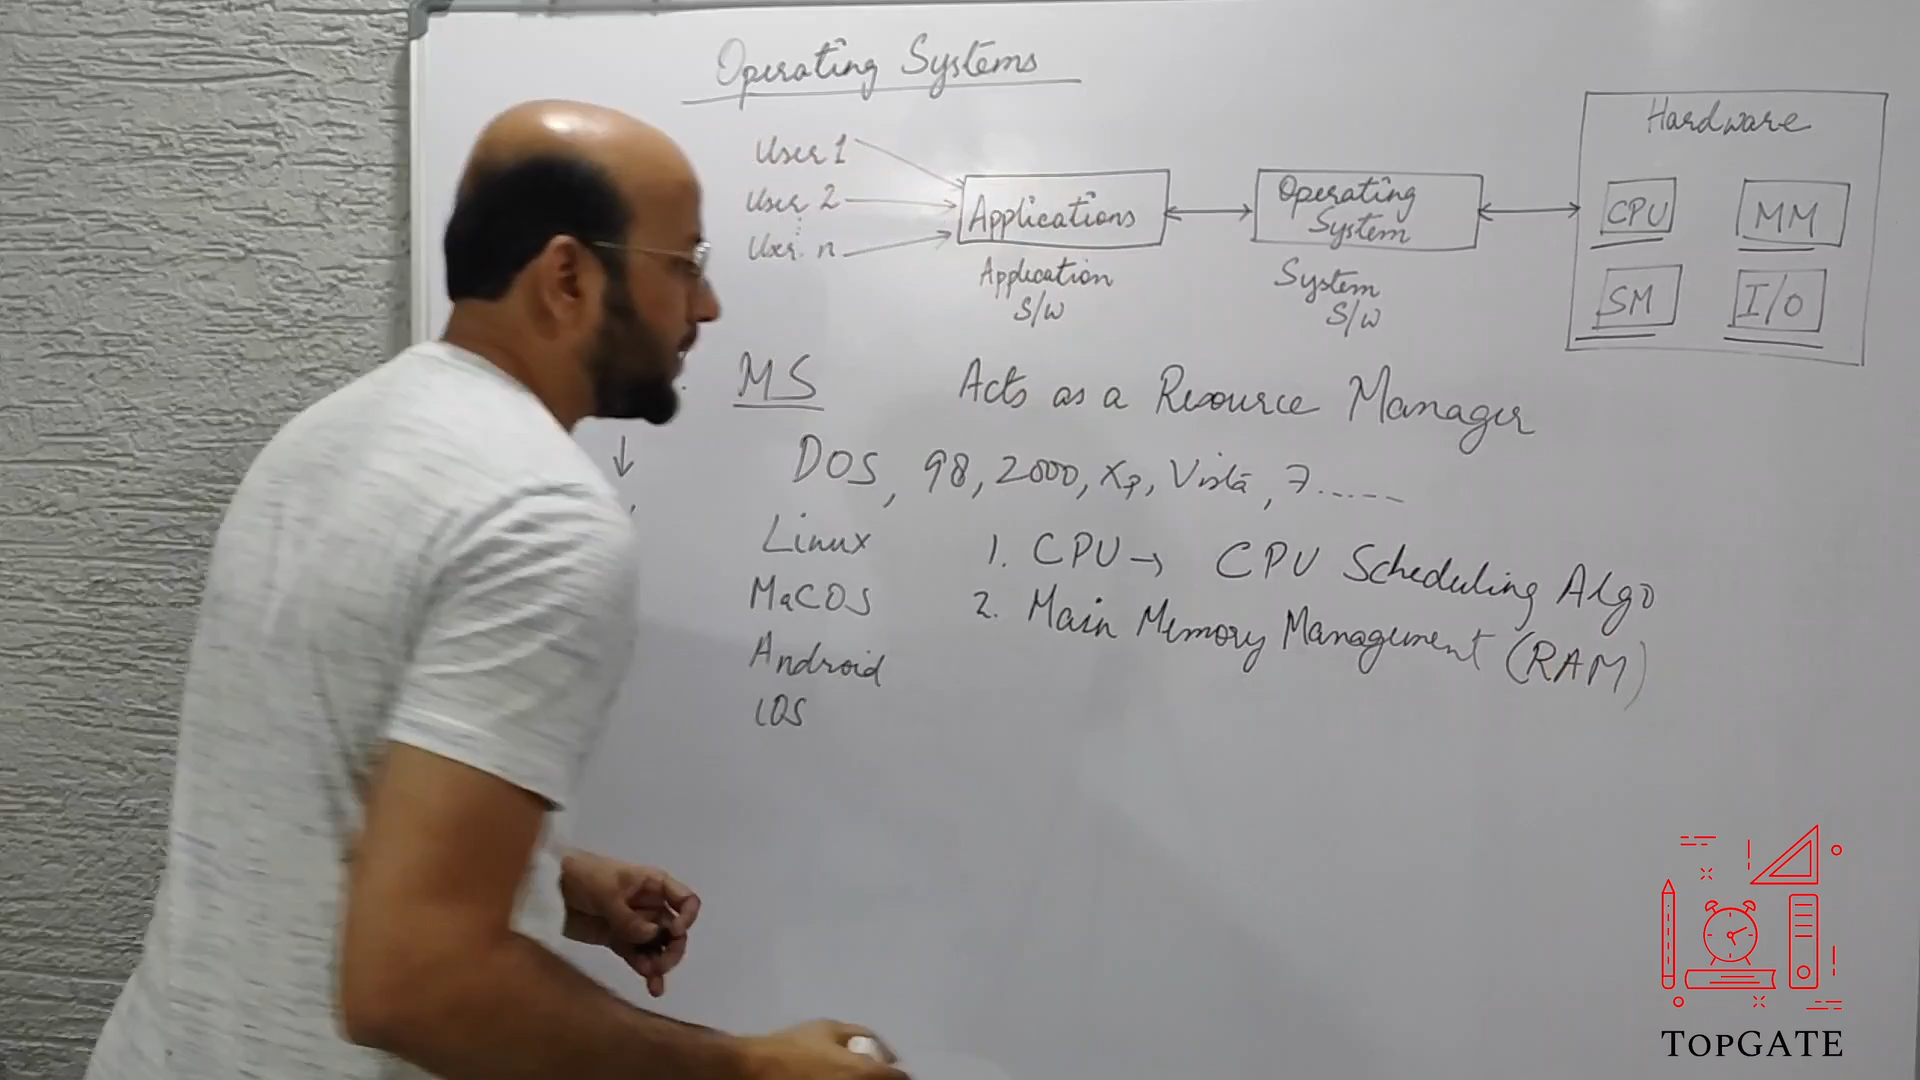 Operating Systems
User 1
User 2
User n
Applications
Application
S/W
Operating
System
System
S/W
Hardware
CPU
MM
SM
I/O
MS
Acts as a Resource Manager
DOS, 98, 2000, XP, Vista, 7......
Linux
MaCOS
Android
iOS
1. CPU → CPU Scheduling Algo
2. Main Memory Management (RAM)
TOPGATE